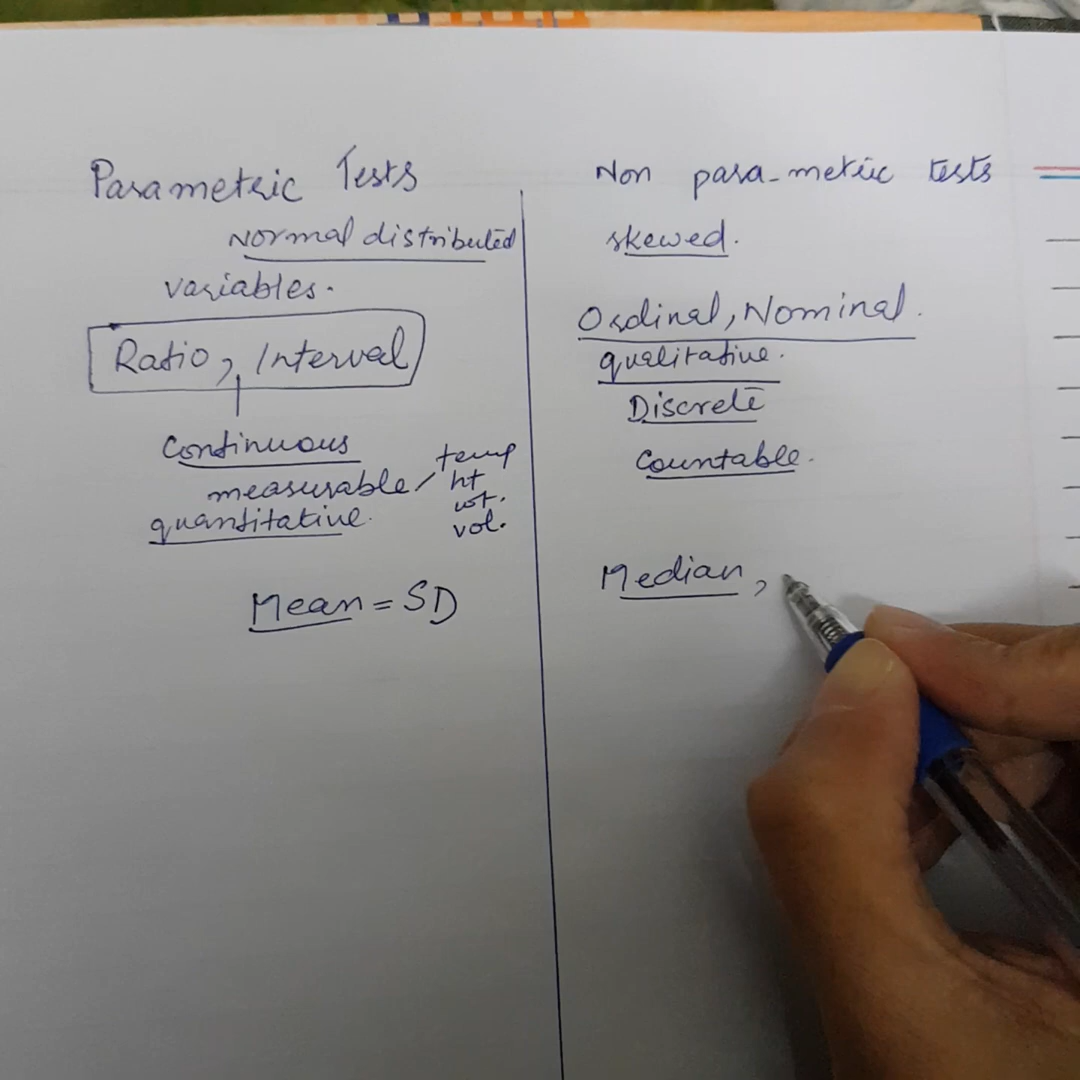 Parametric Tests
Normal distributed
variables.
Ratio, Interval
Continuous
measurable / temp
ht
wt.
vol.
quantitative.
Mean = SD
Non para-metric tests
skewed.
Ordinal, Nominal.
qualitative.
Discrete
Countable.
Median,